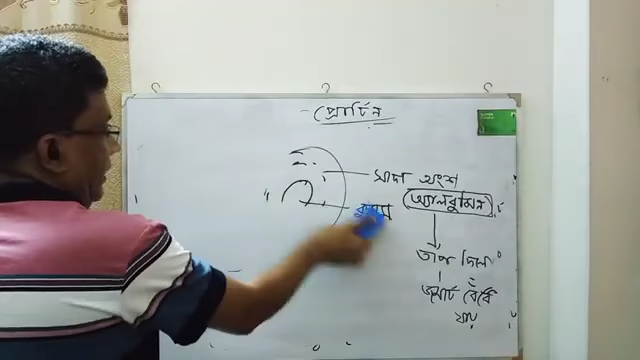 প্রোটিন
সাদা অংশ
কুসুম
অ্যালবুমিন
তাপ দিলে
জমাট বেঁধে
যায়